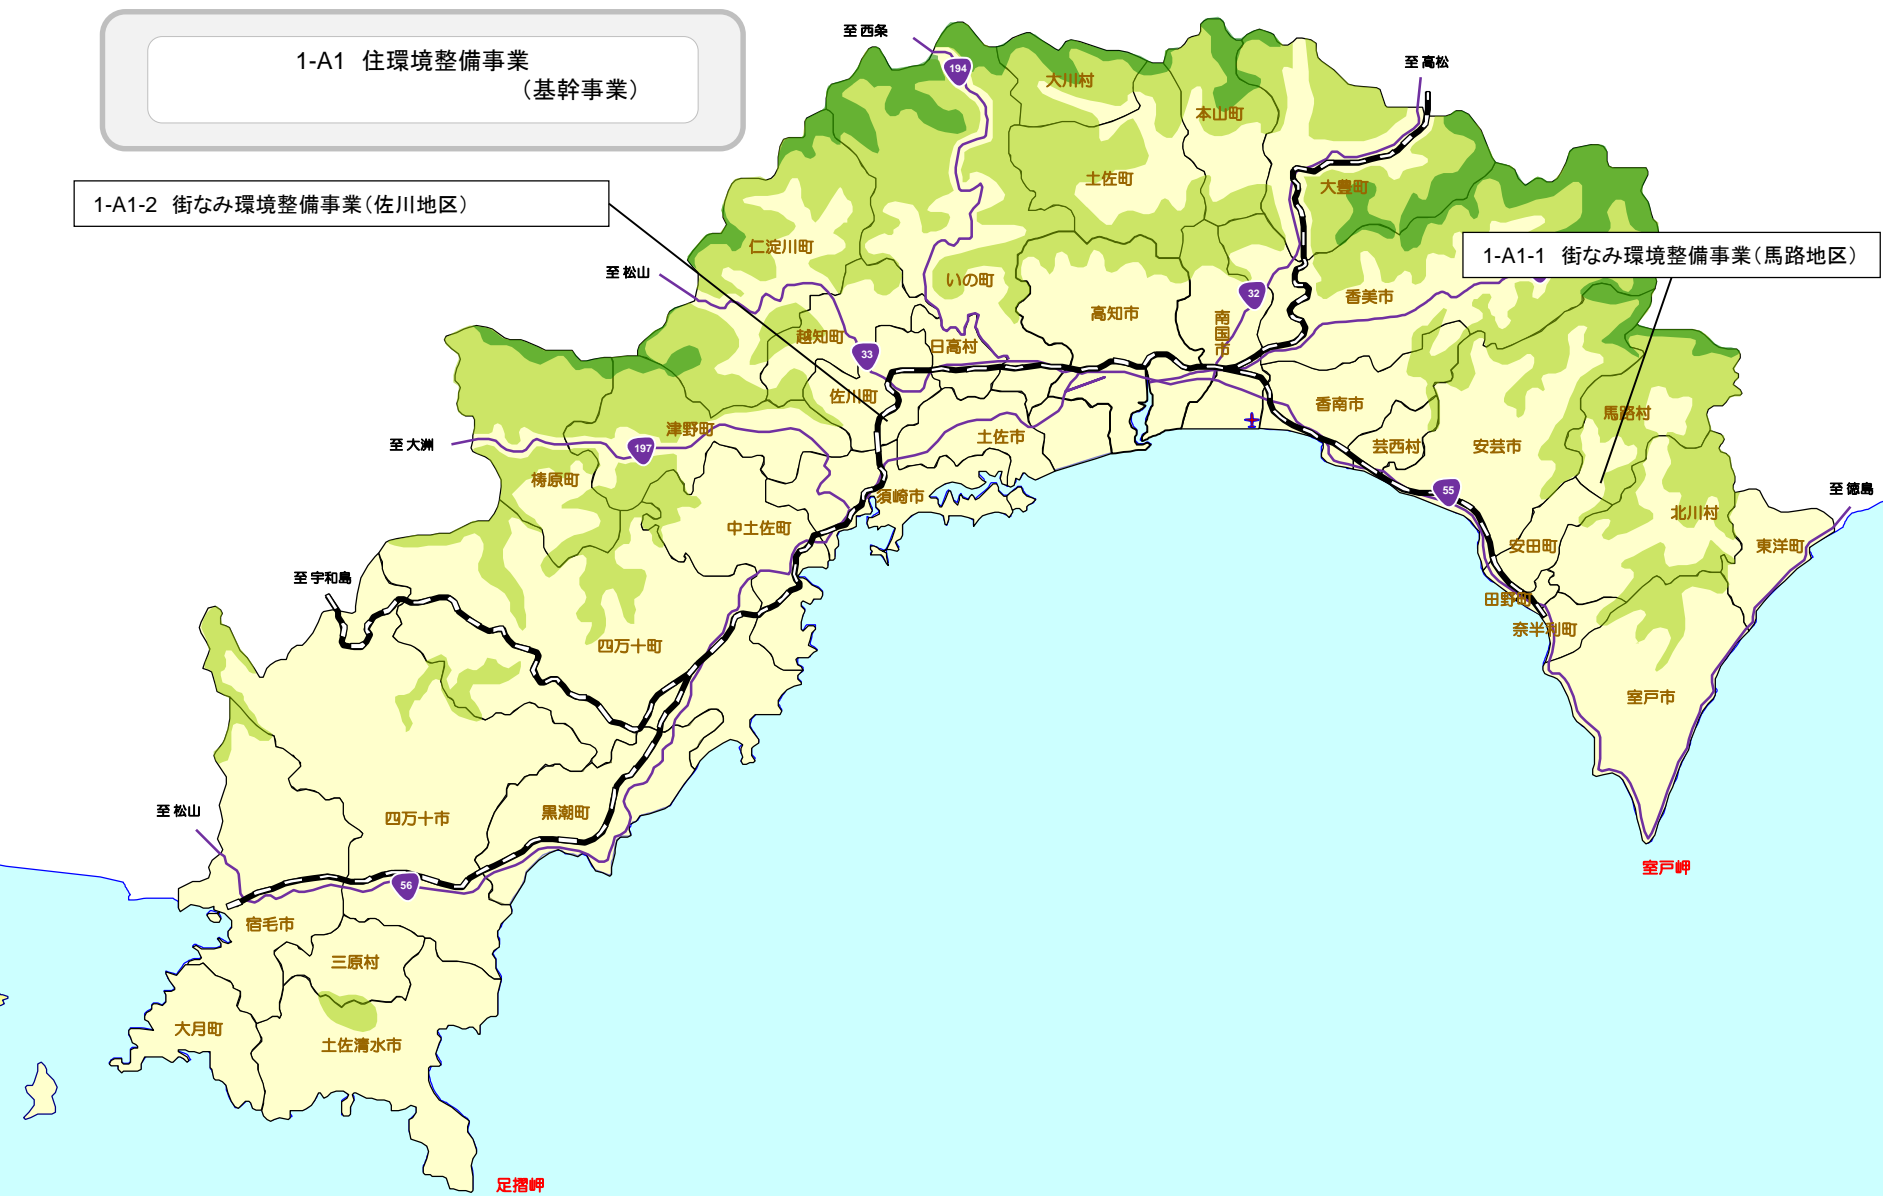 1-A1 住環境整備事業
（基幹事業）
1-A1-2 街なみ環境整備事業（佐川地区）
1-A1-1 街なみ環境整備事業（馬路地区）
至 西条
194
大川村
至 高松
本山町
土佐町
大豊町
仁淀川町
至 松山
いの町
32
香美市
高知市
南国市
越知町
33
日高村
佐川町
香南市
馬路村
津野町
至 大洲
197
土佐市
芸西村
安芸市
梼原町
須崎市
55
至 徳島
中土佐町
北川村
安田町
東洋町
至 宇和島
田野町
奈半利町
四万十町
室戸市
至 松山
四万十市
黒潮町
室戸岬
56
宿毛市
三原村
大月町
土佐清水市
足摺岬